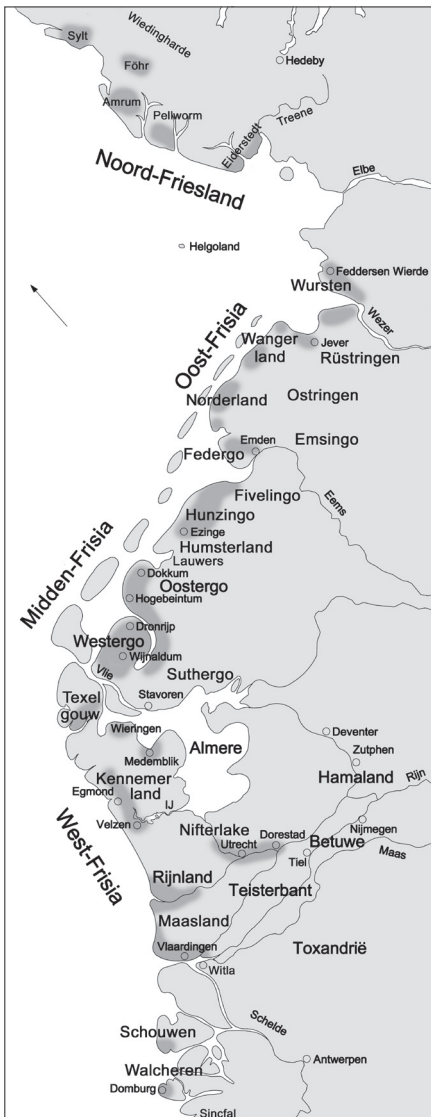 Sylt
Wiedingharde
Föhr
Hedeby
Amrum
Pellworm
Treene
Eiderstedt
Noord-Friesland
Elbe
Helgoland
Feddersen Wierde
Wursten
Wezer
Oost-Frisia
Wanger
land
Jever
Rüstringen
Norderland
Ostringen
Emden
Emsingo
Federgo
Fivelingo
Eems
Hunzingo
Ezinge
Humsterland
Lauwers
Midden-Frisia
Dokkum
Oostergo
Hogebeintum
Dronrijp
Westergo
Wijnaldum
Vlie
Suthergo
Texel
gouw
Stavoren
Wieringen
Almere
Deventer
Medemblik
Zutphen
Kennemer
land
Hamaland
Rijn
Egmond
IJ
Velzen
West-Frisia
Nifterlake
Dorestad
Utrecht
Betuwe
Nijmegen
Tiel
Maas
Rijnland
Teisterbant
Maasland
Vlaardingen
Toxandrië
Witla
Schelde
Schouwen
Antwerpen
Walcheren
Domburg
Sincfal